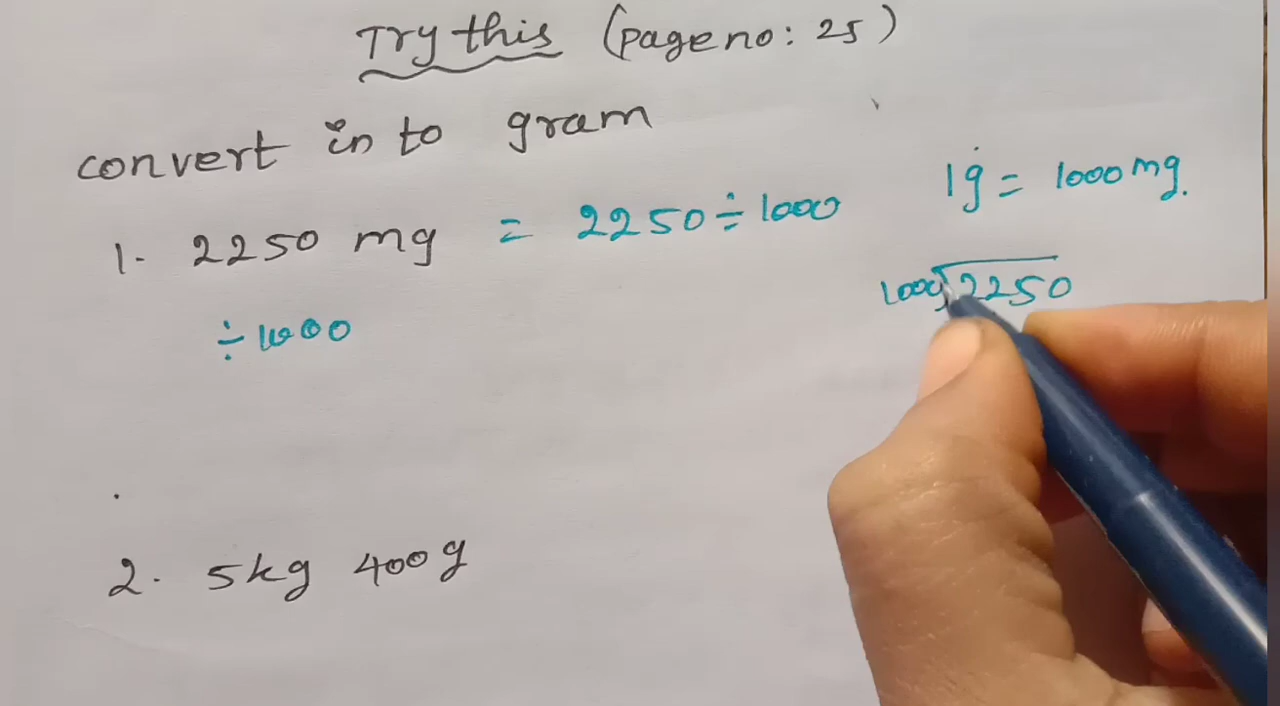 Try this (page no: 25)
convert in to gram
1g = 1000 mg.
1. 2250 mg = 2250 ÷ 1000
1000)2250
÷ 1000
2. 5kg 400g